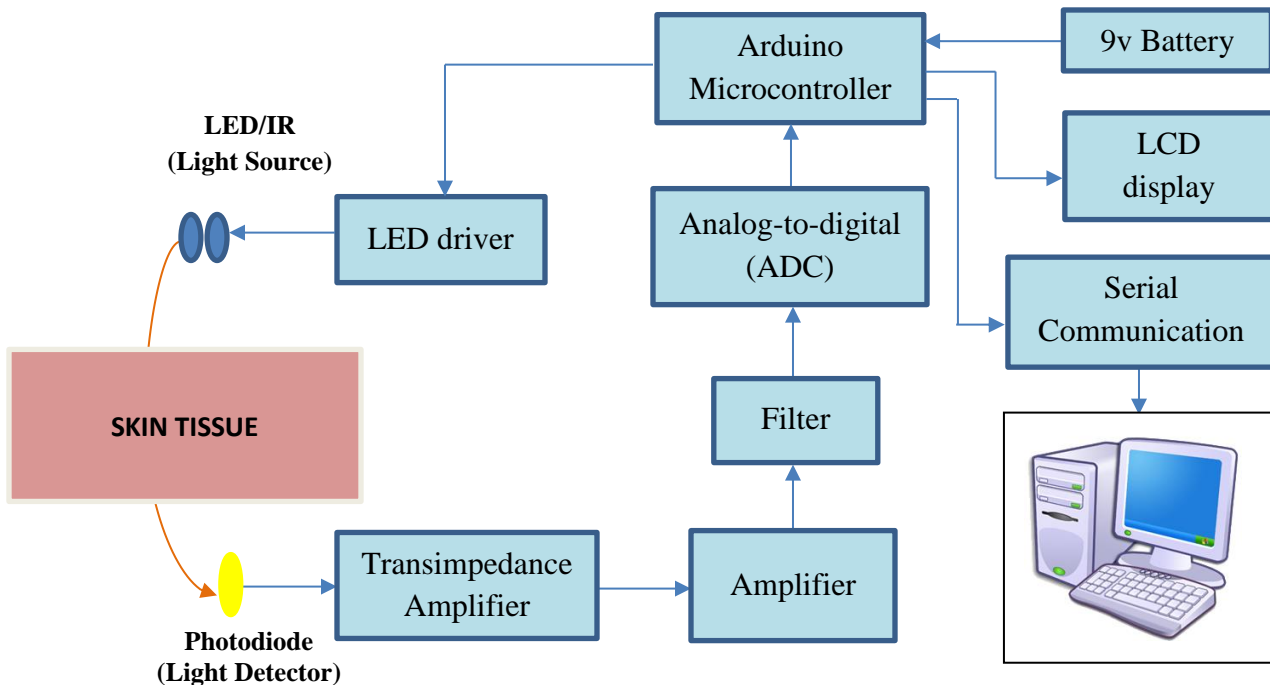 Arduino
Microcontroller
9v Battery
LED/IR
(Light Source)
LCD
display
LED driver
Analog-to-digital
(ADC)
Serial
Communication
SKIN TISSUE
Filter
Transimpedance
Amplifier
Amplifier
Photodiode
(Light Detector)